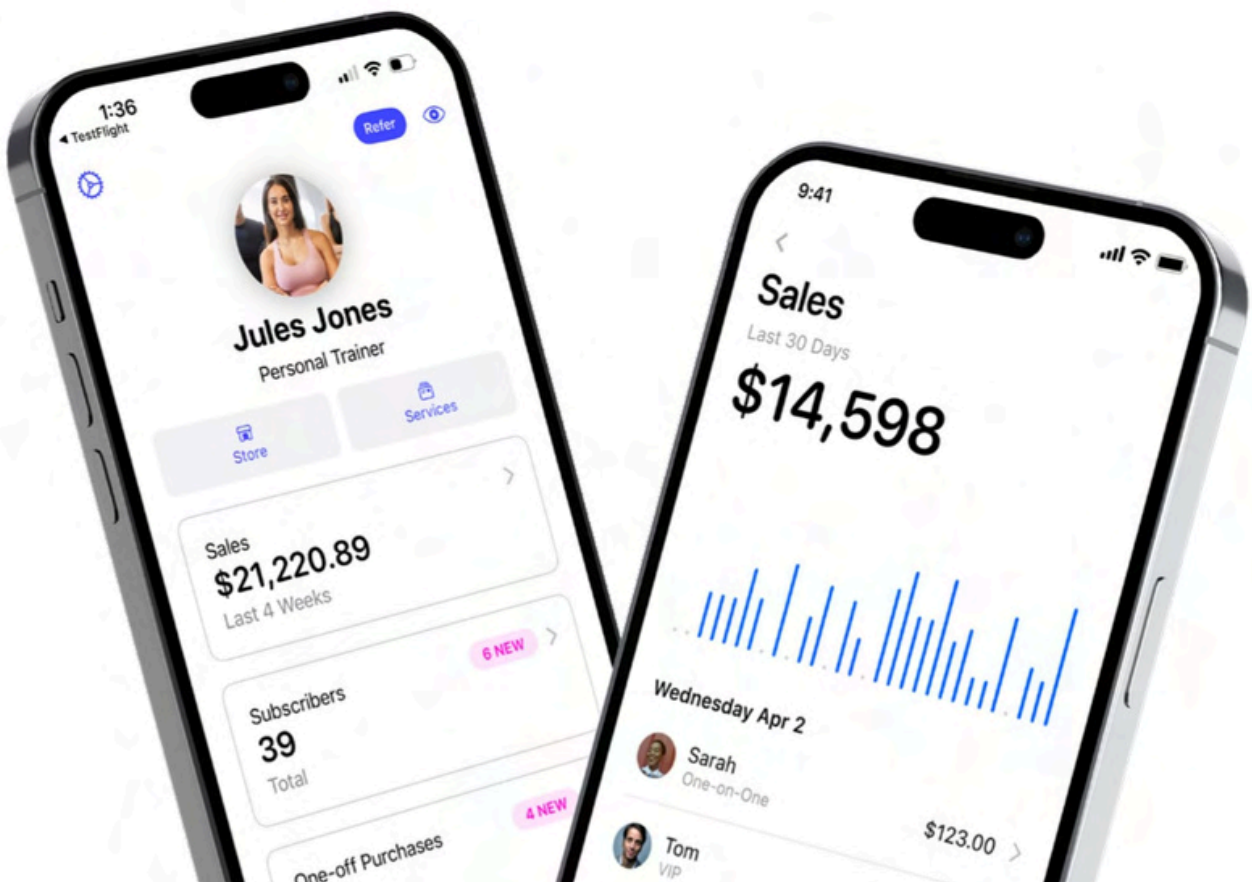 1:36
◀ TestFlight
Refer
Jules Jones
Personal Trainer
Store
Services
Sales
$21,220.89
Last 4 Weeks
6 NEW
Subscribers
39
Total
4 NEW
One-off Purchases
9:41
Sales
Last 30 Days
$14,598
Wednesday Apr 2
Sarah
One-on-One
$123.00
Tom
VIP